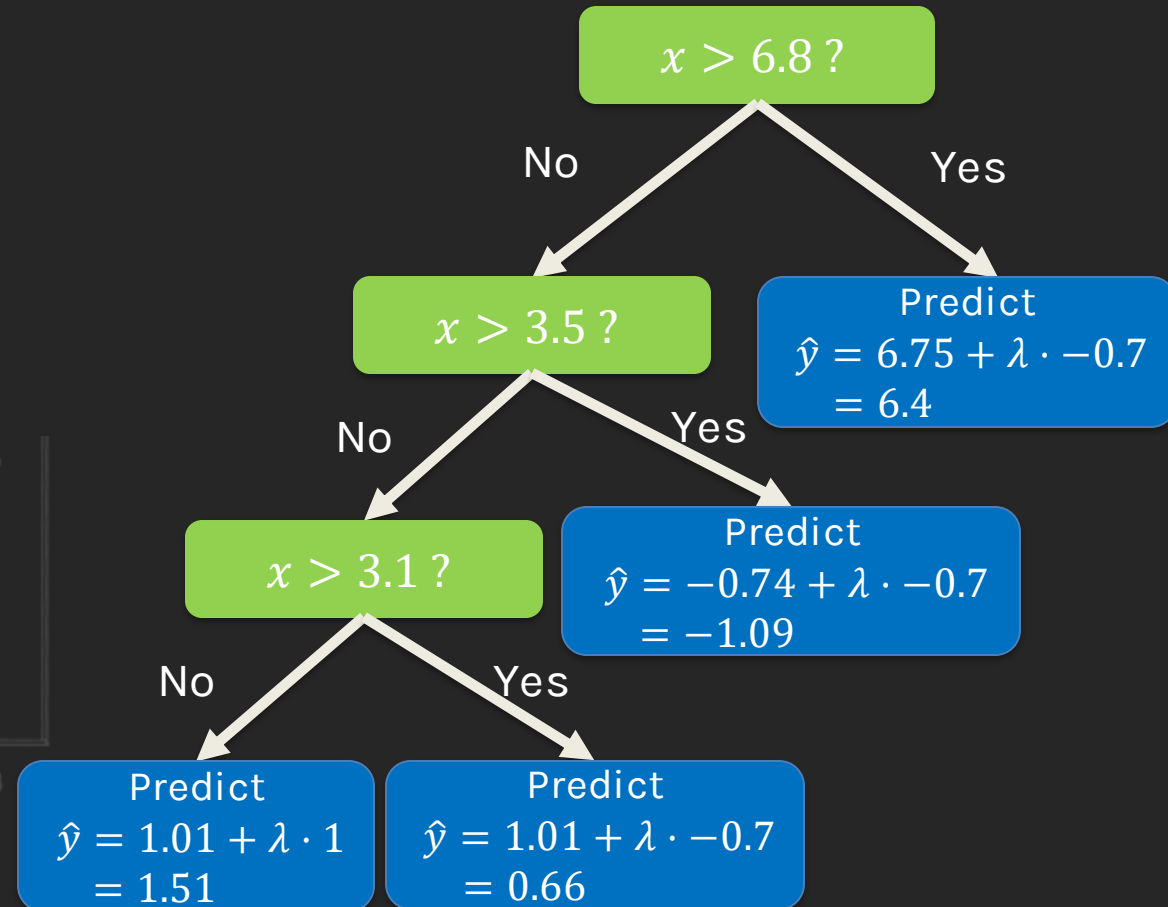 x > 6.8 ?
No
Yes
x > 3.5 ?
Predict
ŷ = 6.75 + λ · −0.7
= 6.4
No
Yes
x > 3.1 ?
Predict
ŷ = −0.74 + λ · −0.7
= −1.09
No
Yes
Predict
ŷ = 1.01 + λ · 1
= 1.51
Predict
ŷ = 1.01 + λ · −0.7
= 0.66